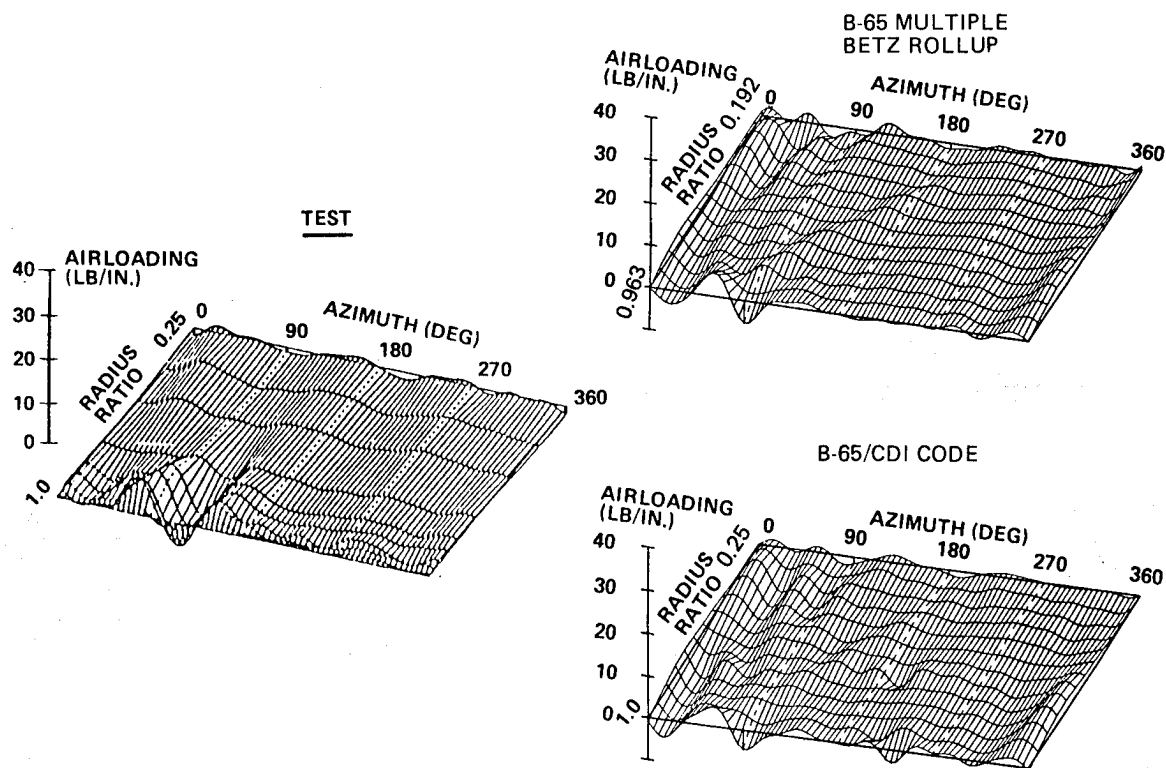 TEST
AIRLOADING
(LB/IN.)
40
30
20
10
0
RADIUS
RATIO
0.25
1.0
AZIMUTH (DEG)
0
90
180
270
360
B-65 MULTIPLE
BETZ ROLLUP
AIRLOADING
(LB/IN.)
40
30
20
10
0
RADIUS
RATIO
0.192
0.963
AZIMUTH (DEG)
0
90
180
270
360
B-65/CDI CODE
AIRLOADING
(LB/IN.)
40
30
20
10
0
RADIUS
RATIO
0.25
1.0
AZIMUTH (DEG)
0
90
180
270
360